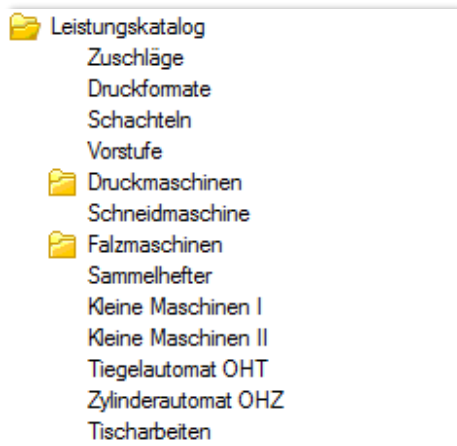 Leistungskatalog
Zuschläge
Druckformate
Schachteln
Vorstufe
Druckmaschinen
Schneidmaschine
Falzmaschinen
Sammelhefter
Kleine Maschinen I
Kleine Maschinen II
Tiegelautomat OHT
Zylinderautomat OHZ
Tischarbeiten